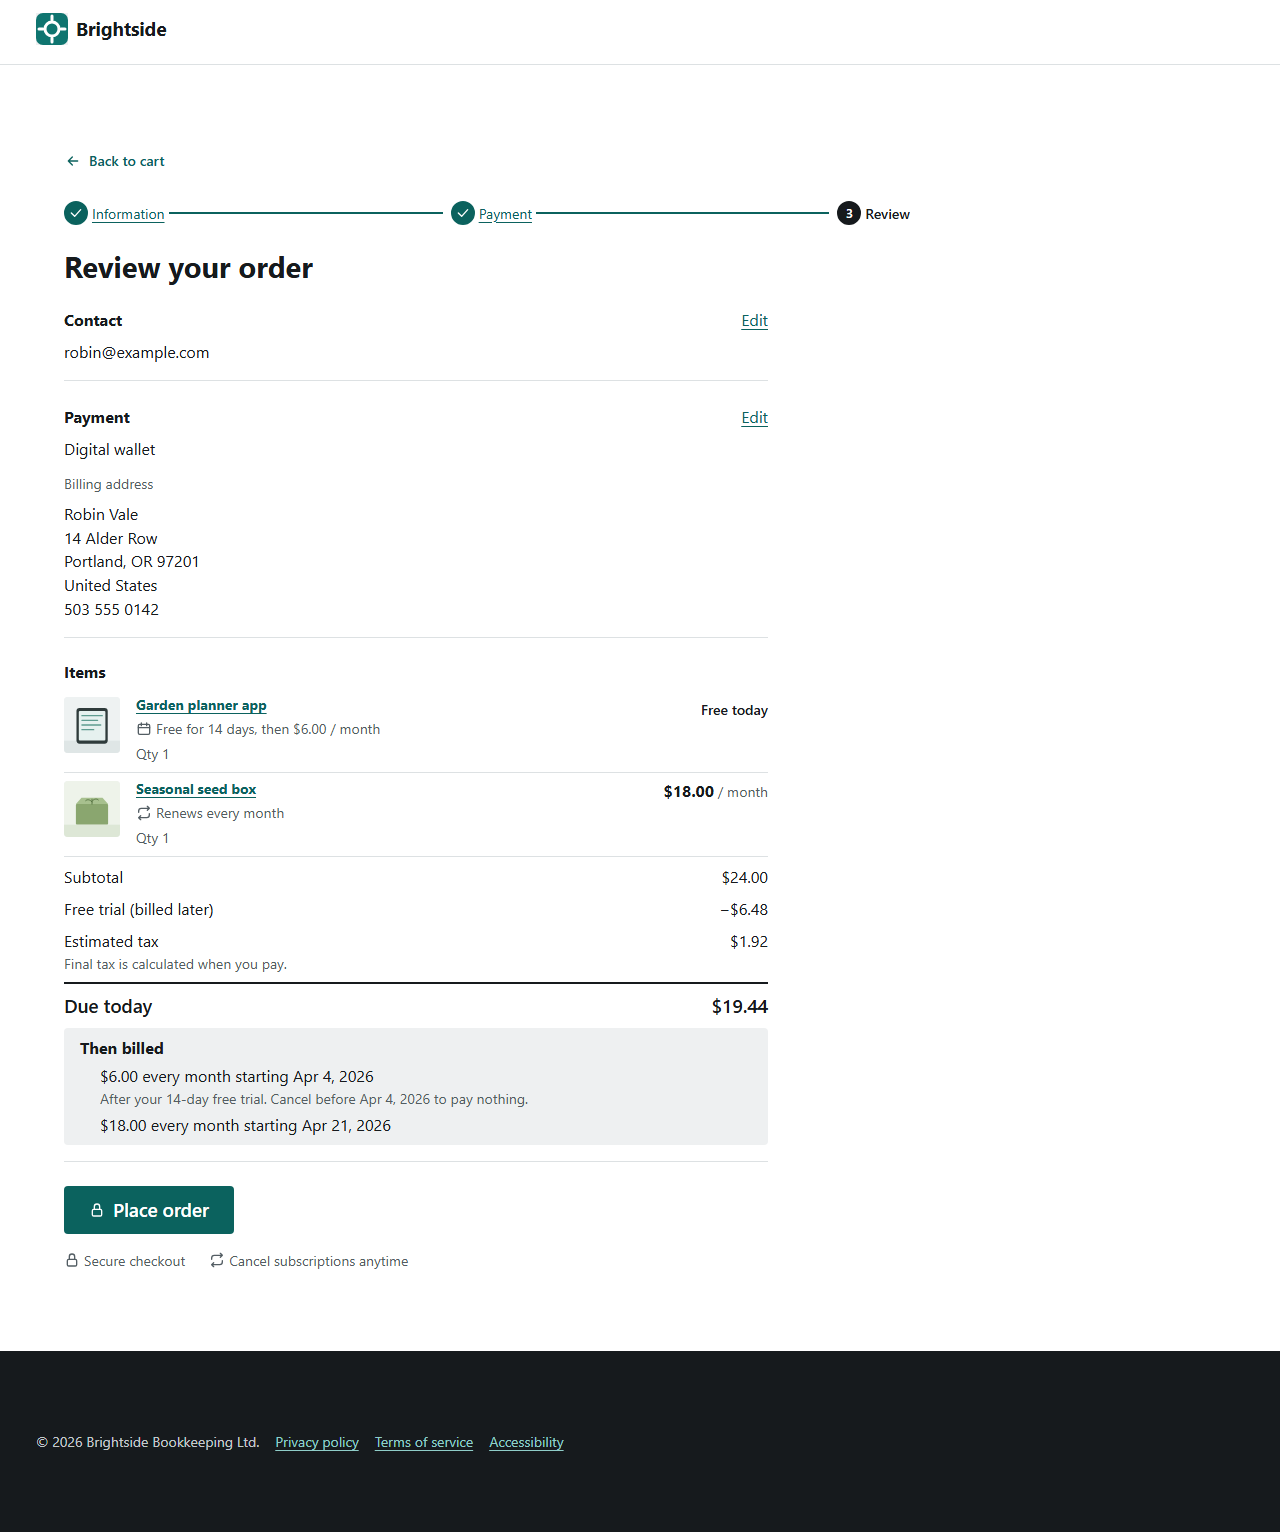 Brightside
Back to cart
Information
Payment
3 Review
Review your order
Contact
Edit
robin@example.com
Payment
Edit
Digital wallet
Billing address
Robin Vale
14 Alder Row
Portland, OR 97201
United States
503 555 0142
Items
Garden planner app
Free today
Free for 14 days, then $6.00 / month
Qty 1
Seasonal seed box
$18.00 / month
Renews every month
Qty 1
Subtotal
$24.00
Free trial (billed later)
−$6.48
Estimated tax
$1.92
Final tax is calculated when you pay.
Due today
$19.44
Then billed
$6.00 every month starting Apr 4, 2026
After your 14-day free trial. Cancel before Apr 4, 2026 to pay nothing.
$18.00 every month starting Apr 21, 2026
Place order
Secure checkout
Cancel subscriptions anytime
© 2026 Brightside Bookkeeping Ltd.
Privacy policy
Terms of service
Accessibility